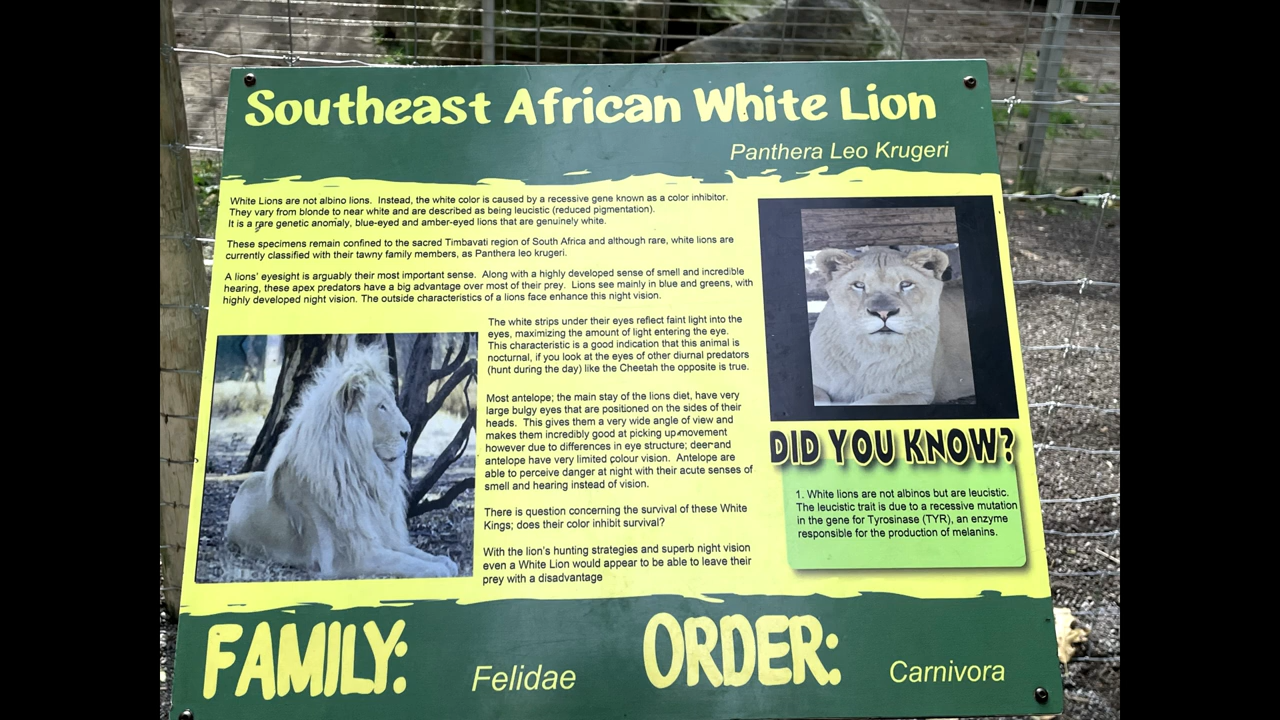 Southeast African White Lion
Panthera Leo Krugeri
White Lions are not albino lions. Instead, the white color is caused by a recessive gene known as a color inhibitor.
They vary from blonde to near white and are described as being leucistic (reduced pigmentation).
It is a rare genetic anomaly, blue-eyed and amber-eyed lions that are genuinely white.
These specimens remain confined to the sacred Timbavati region of South Africa and although rare, white lions are
currently classified with their tawny family members, as Panthera leo krugeri.
A lions' eyesight is arguably their most important sense. Along with a highly developed sense of smell and incredible
hearing, these apex predators have a big advantage over most of their prey. Lions see mainly in blue and greens, with
highly developed night vision. The outside characteristics of a lions face enhance this night vision.
The white strips under their eyes reflect faint light into the
eyes, maximizing the amount of light entering the eye.
This characteristic is a good indication that this animal is
nocturnal, if you look at the eyes of other diurnal predators
(hunt during the day) like the Cheetah the opposite is true.
Most antelope; the main stay of the lions diet, have very
large bulgy eyes that are positioned on the sides of their
heads. This gives them a very wide angle of view and
makes them incredibly good at picking up movement
however due to differences in eye structure; deer and
antelope have very limited colour vision. Antelope are
able to perceive danger at night with their acute senses of
smell and hearing instead of vision.
There is question concerning the survival of these White
Kings; does their color inhibit survival?
With the lion's hunting strategies and superb night vision
even a White Lion would appear to be able to leave their
prey with a disadvantage
DID YOU KNOW?
1. White lions are not albinos but are leucistic.
The leucistic trait is due to a recessive mutation
in the gene for Tyrosinase (TYR), an enzyme
responsible for the production of melanins.
FAMILY: Felidae ORDER: Carnivora